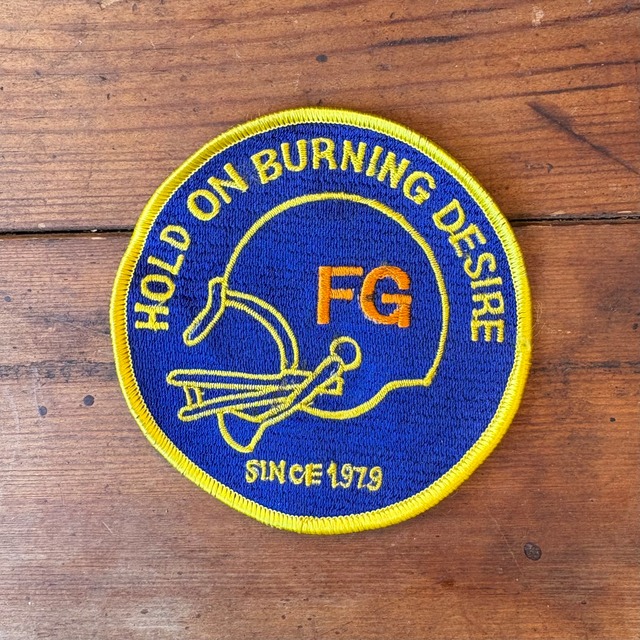 HOLD ON BURNING DESIRE
FG
SINCE 1979